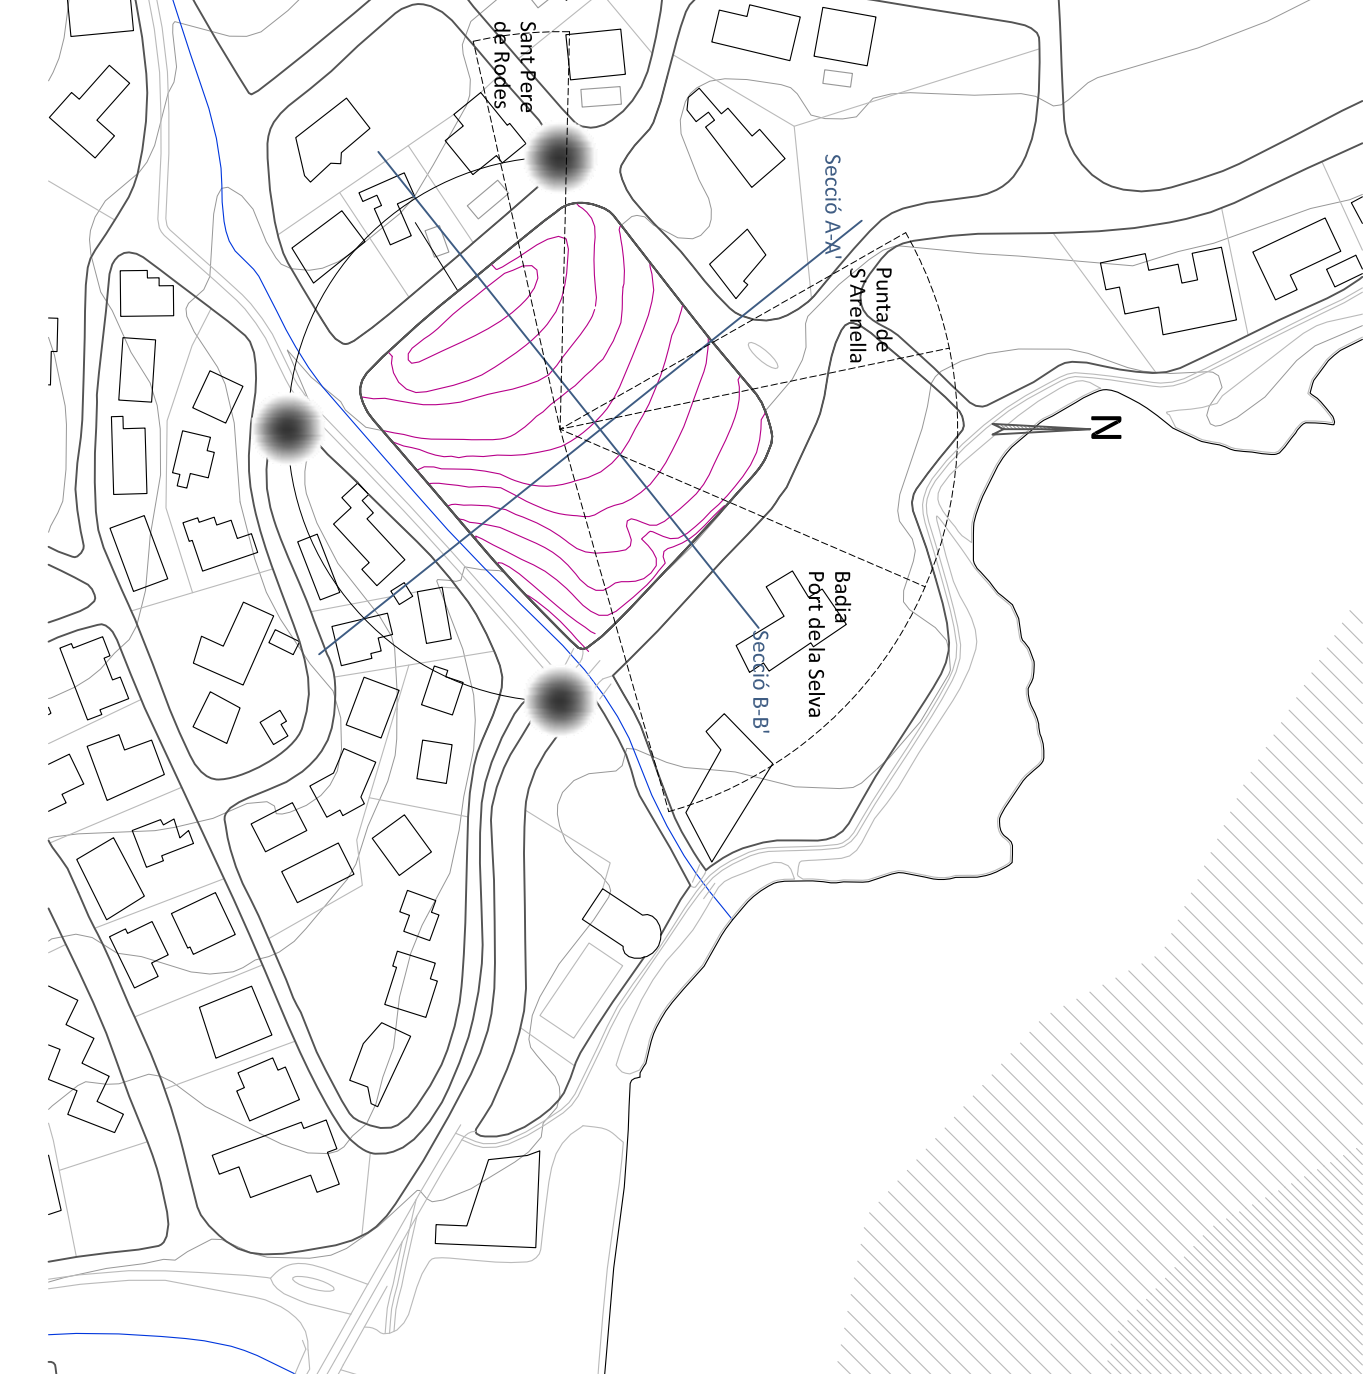 Sant Pere
de Rodes
Secció A-A'
Punta de
S'Arenella
N
Badia
Port de la Selva
Secció B-B'